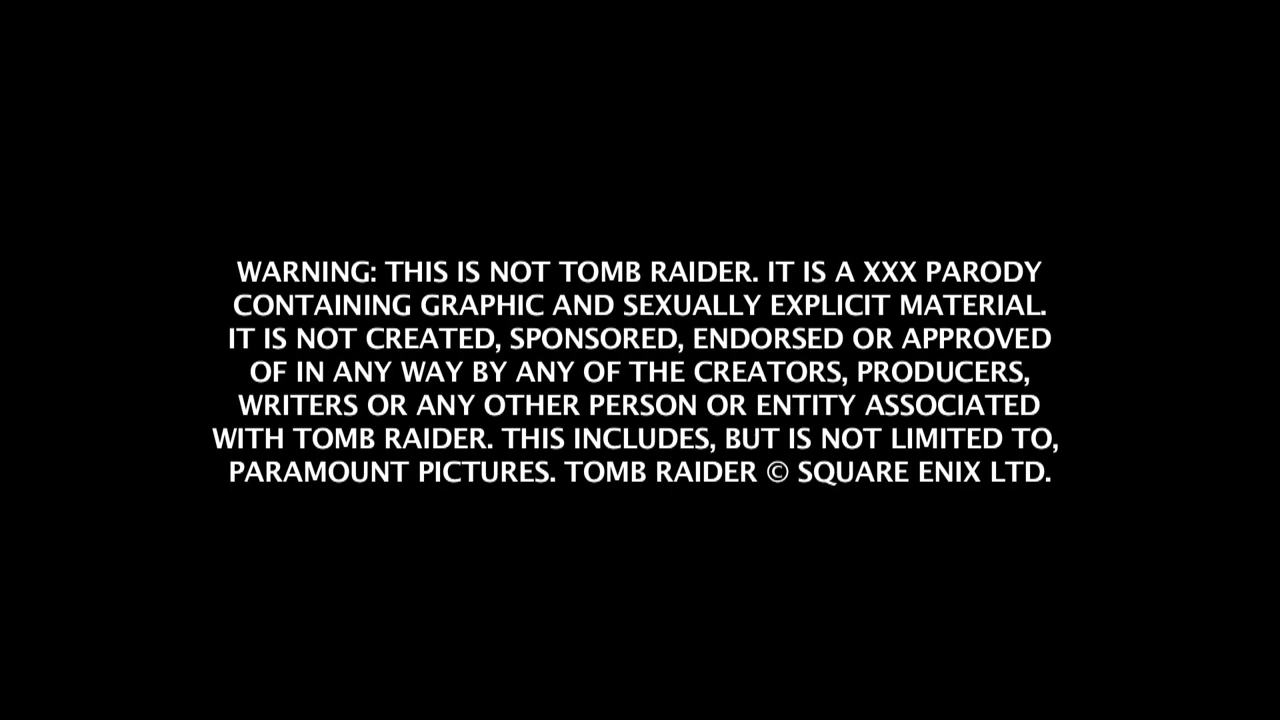 WARNING: THIS IS NOT TOMB RAIDER. IT IS A XXX PARODY
CONTAINING GRAPHIC AND SEXUALLY EXPLICIT MATERIAL.
IT IS NOT CREATED, SPONSORED, ENDORSED OR APPROVED
OF IN ANY WAY BY ANY OF THE CREATORS, PRODUCERS,
WRITERS OR ANY OTHER PERSON OR ENTITY ASSOCIATED
WITH TOMB RAIDER. THIS INCLUDES, BUT IS NOT LIMITED TO,
PARAMOUNT PICTURES. TOMB RAIDER © SQUARE ENIX LTD.